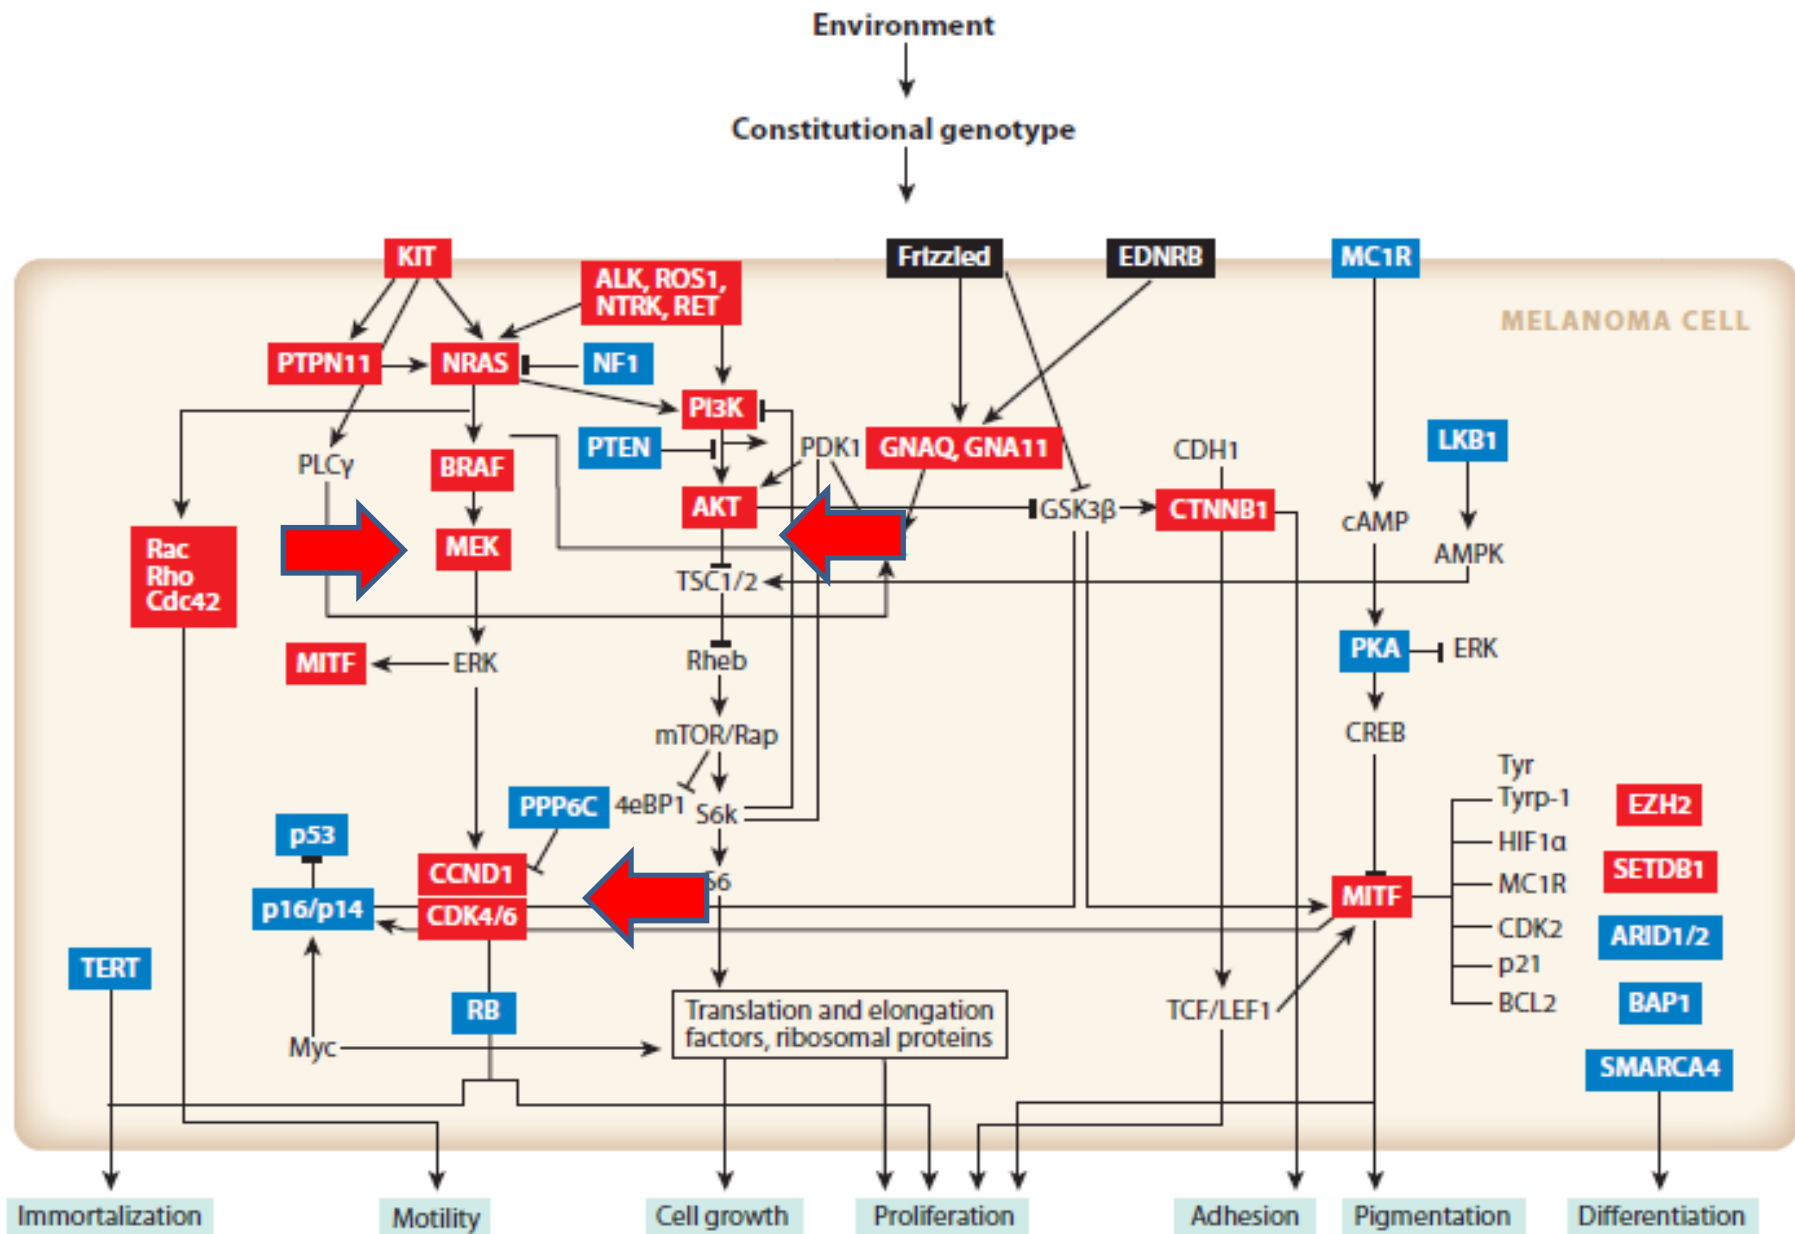 Environment
Constitutional genotype
KIT
ALK, ROS1,
NTRK, RET
Frizzled
EDNRB
MC1R
MELANOMA CELL
PTPN11
NRAS
NF1
PI3K
PTEN
PDK1
GNAQ, GNA11
CDH1
LKB1
PLCγ
BRAF
AKT
GSK3β
CTNNB1
cAMP
Rac
Rho
Cdc42
MEK
TSC1/2
AMPK
MITF
ERK
Rheb
PKA
ERK
mTOR/Rap
CREB
PPP6C
4eBP1
S6k
Tyr
Tyrp-1
HIF1α
MC1R
CDK2
p21
BCL2
EZH2
SETDB1
ARID1/2
BAP1
SMARCA4
p53
CCND1
S6
p16/p14
CDK4/6
MITF
TERT
RB
Translation and elongation
factors, ribosomal proteins
TCF/LEF1
Myc
Immortalization
Motility
Cell growth
Proliferation
Adhesion
Pigmentation
Differentiation